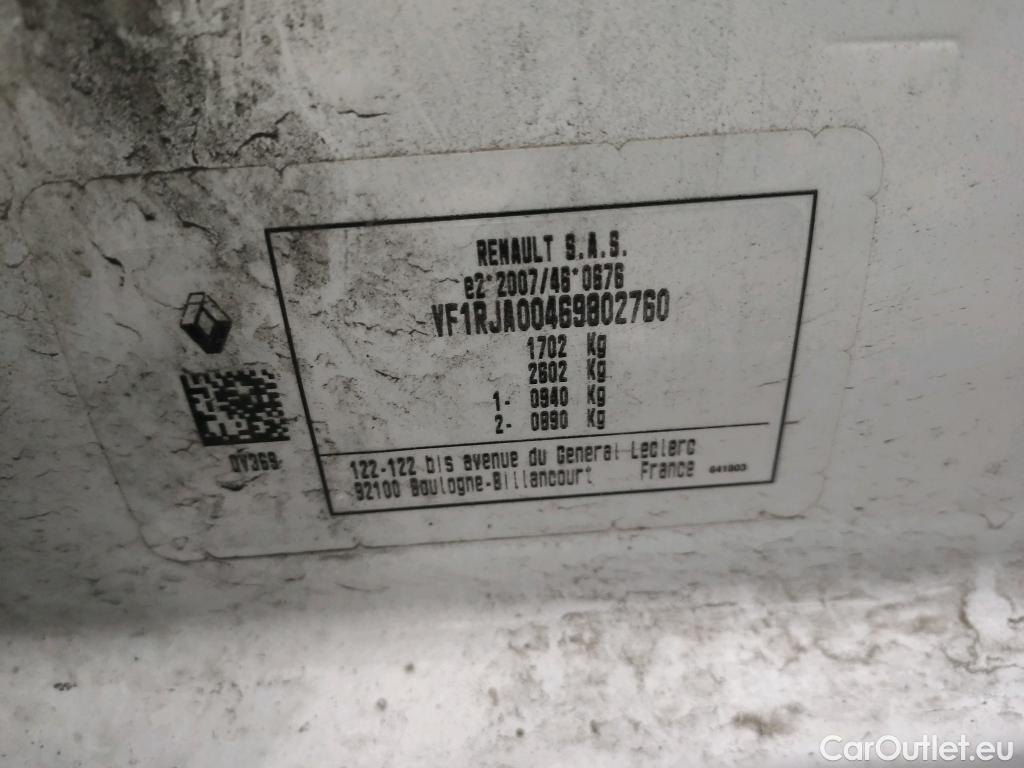 RENAULT S.A.S.
e2*2007/46*0676
VF1RJA00469802760
1702 Kg
2602 Kg
1- 0940 Kg
2- 0890 Kg
DV369
122-122 bis avenue du General Leclerc
92100 Boulogne-Billancourt France
641803
CarOutlet.eu